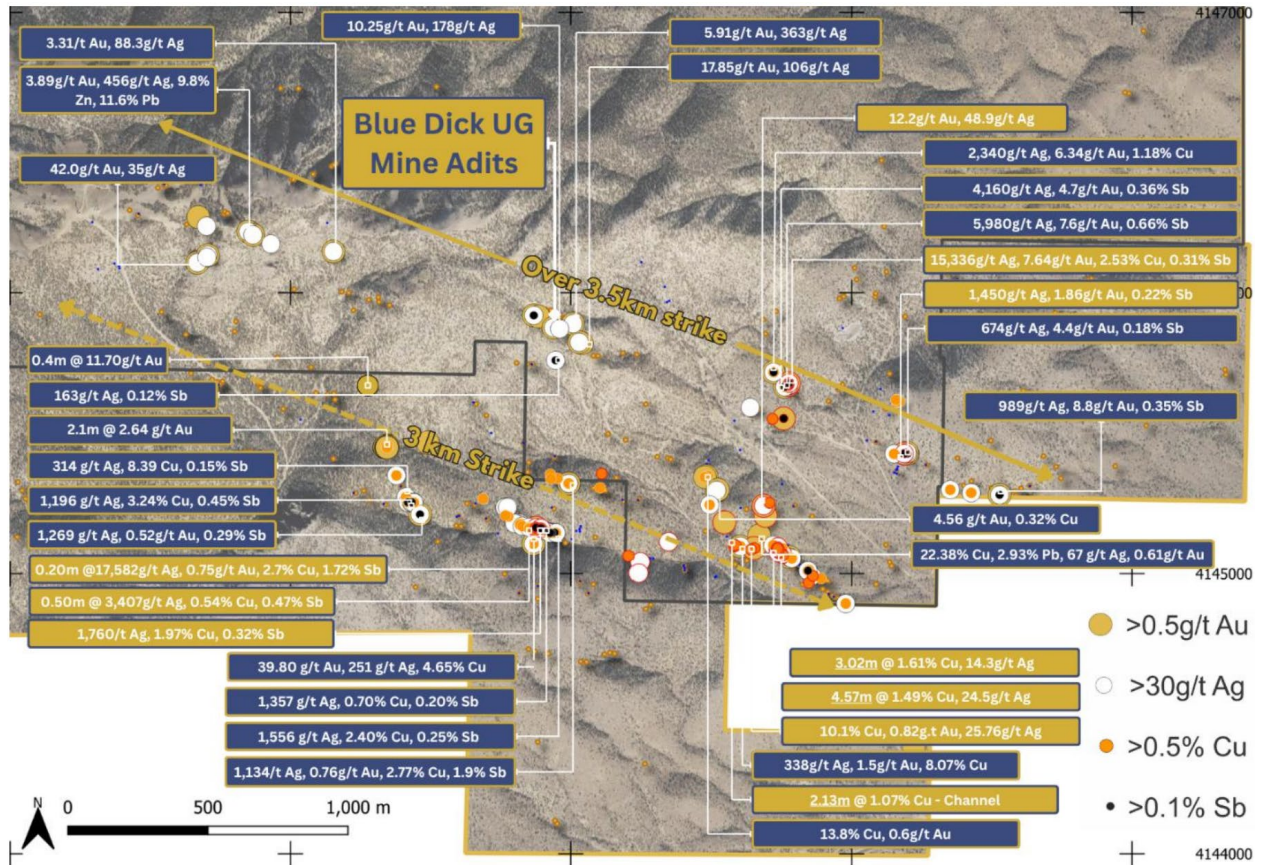 4147000
10.25g/t Au, 178g/t Ag
5.91g/t Au, 363g/t Ag
3.31/t Au, 88.3g/t Ag
17.85g/t Au, 106g/t Ag
3.89g/t Au, 456g/t Ag, 9.8%
Zn, 11.6% Pb
Blue Dick UG
Mine Adits
12.2g/t Au, 48.9g/t Ag
2,340g/t Ag, 6.34g/t Au, 1.18% Cu
42.0g/t Au, 35g/t Ag
4,160g/t Ag, 4.7g/t Au, 0.36% Sb
5,980g/t Ag, 7.6g/t Au, 0.66% Sb
15,336g/t Ag, 7.64g/t Au, 2.53% Cu, 0.31% Sb
1,450g/t Ag, 1.86g/t Au, 0.22% Sb
674g/t Ag, 4.4g/t Au, 0.18% Sb
Over 3.5km strike
0.4m @ 11.70g/t Au
163g/t Ag, 0.12% Sb
989g/t Ag, 8.8g/t Au, 0.35% Sb
2.1m @ 2.64 g/t Au
3km Strike
314 g/t Ag, 8.39 Cu, 0.15% Sb
1,196 g/t Ag, 3.24% Cu, 0.45% Sb
1,269 g/t Ag, 0.52g/t Au, 0.29% Sb
4.56 g/t Au, 0.32% Cu
22.38% Cu, 2.93% Pb, 67 g/t Ag, 0.61g/t Au
0.20m @17,582g/t Ag, 0.75g/t Au, 2.7% Cu, 1.72% Sb
4145000
0.50m @ 3,407g/t Ag, 0.54% Cu, 0.47% Sb
1,760/t Ag, 1.97% Cu, 0.32% Sb
>0.5g/t Au
39.80 g/t Au, 251 g/t Ag, 4.65% Cu
3.02m @ 1.61% Cu, 14.3g/t Ag
1,357 g/t Ag, 0.70% Cu, 0.20% Sb
4.57m @ 1.49% Cu, 24.5g/t Ag
>30g/t Ag
1,556 g/t Ag, 2.40% Cu, 0.25% Sb
10.1% Cu, 0.82g.t Au, 25.76g/t Ag
>0.5% Cu
1,134/t Ag, 0.76g/t Au, 2.77% Cu, 1.9% Sb
338g/t Ag, 1.5g/t Au, 8.07% Cu
2.13m @ 1.07% Cu - Channel
>0.1% Sb
13.8% Cu, 0.6g/t Au
N
0 500 1,000 m
4144000